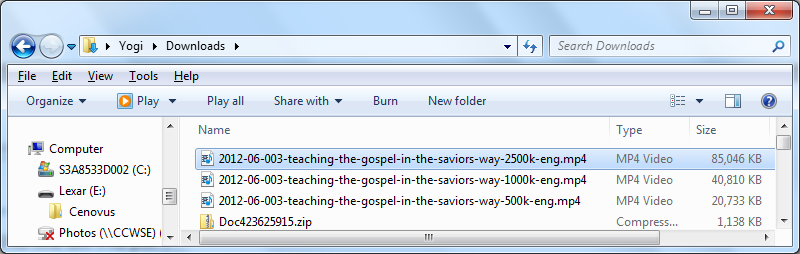 Yogi Downloads Search Downloads
File Edit View Tools Help
Organize Play Play all Share with Burn New folder
Name Type Size
Computer
S3A8533D002 (C:)
Lexar (E:)
Cenovus
Photos (\\CCWSE) (
2012-06-003-teaching-the-gospel-in-the-saviors-way-2500k-eng.mp4 MP4 Video 85,046 KB
2012-06-003-teaching-the-gospel-in-the-saviors-way-1000k-eng.mp4 MP4 Video 40,810 KB
2012-06-003-teaching-the-gospel-in-the-saviors-way-500k-eng.mp4 MP4 Video 20,733 KB
Doc423625915.zip Compress... 1,138 KB